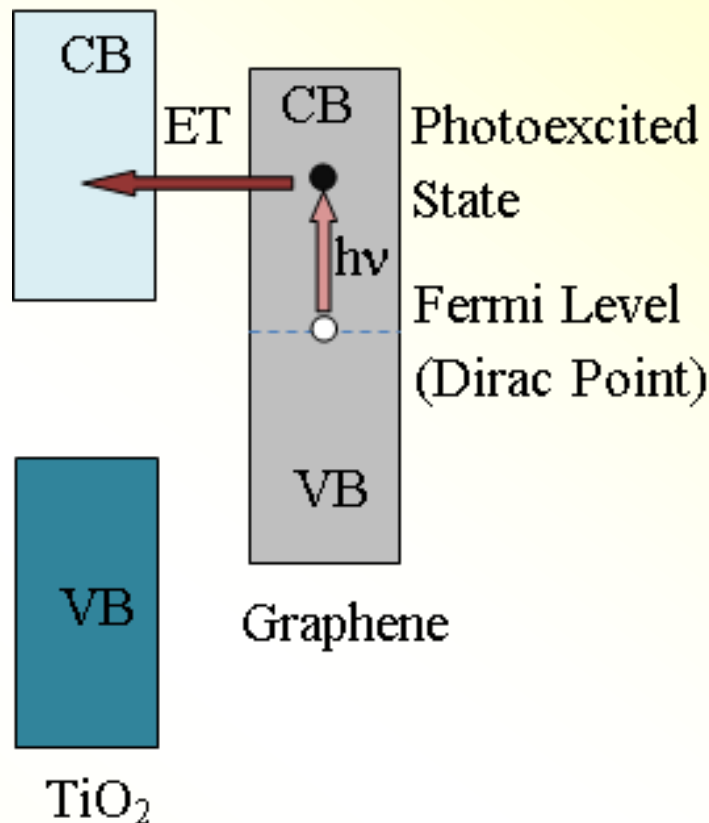 CB
ET
CB
Photoexcited
State
hν
Fermi Level
(Dirac Point)
VB
VB
Graphene
TiO₂